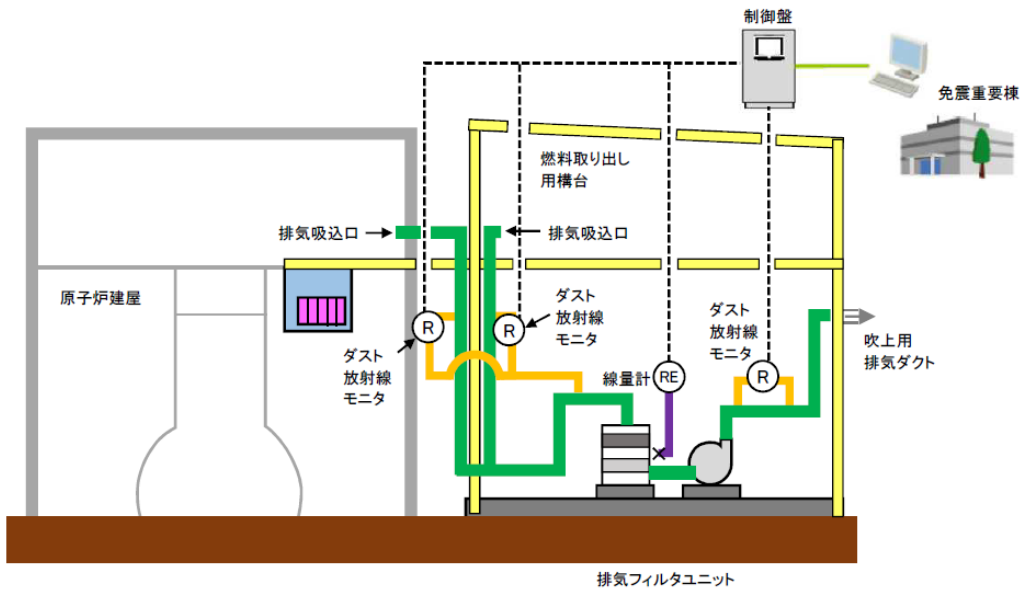 制御盤
免震重要棟
燃料取り出し
用構台
排気吸込口
排気吸込口
原子炉建屋
R
ダスト
放射線
モニタ
R
ダスト
放射線
モニタ
線量計
RE
ダスト
放射線
モニタ
R
吹上用
排気ダクト
排気フィルタユニット